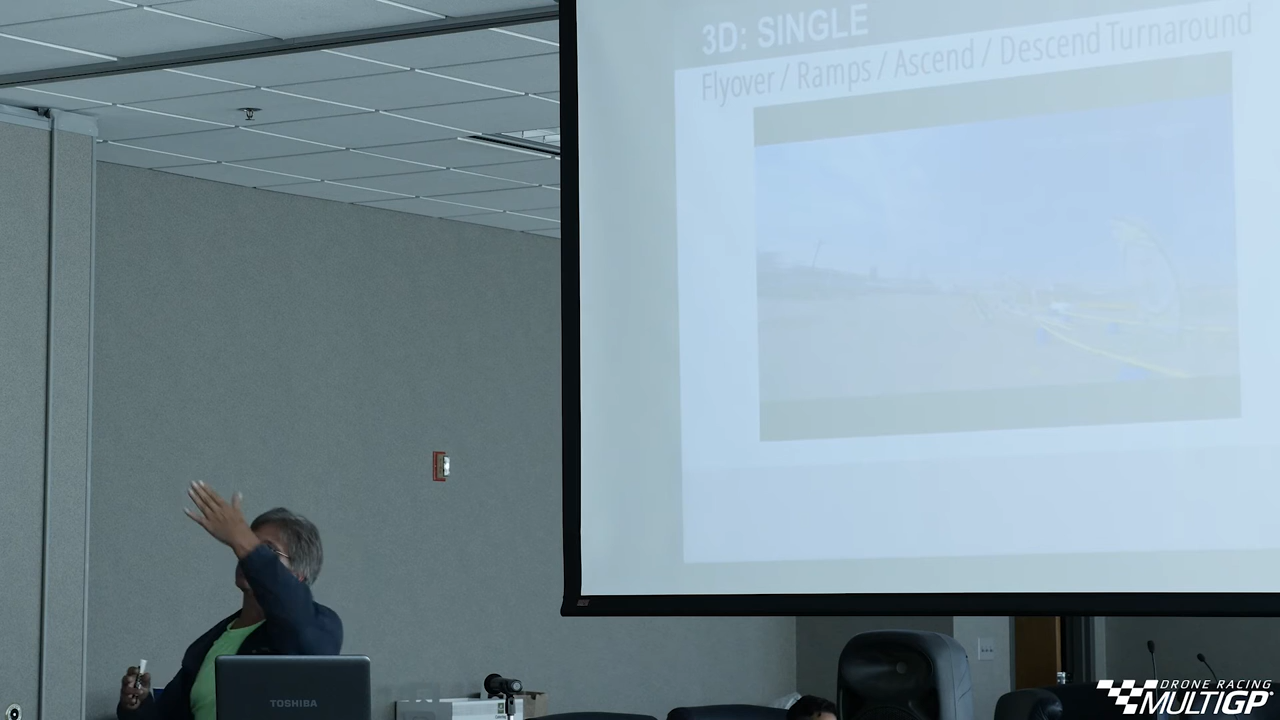 3D: SINGLE
Flyover / Ramps / Ascend / Descend Turnaround
TOSHIBA
DRONE RACING
MULTIGP